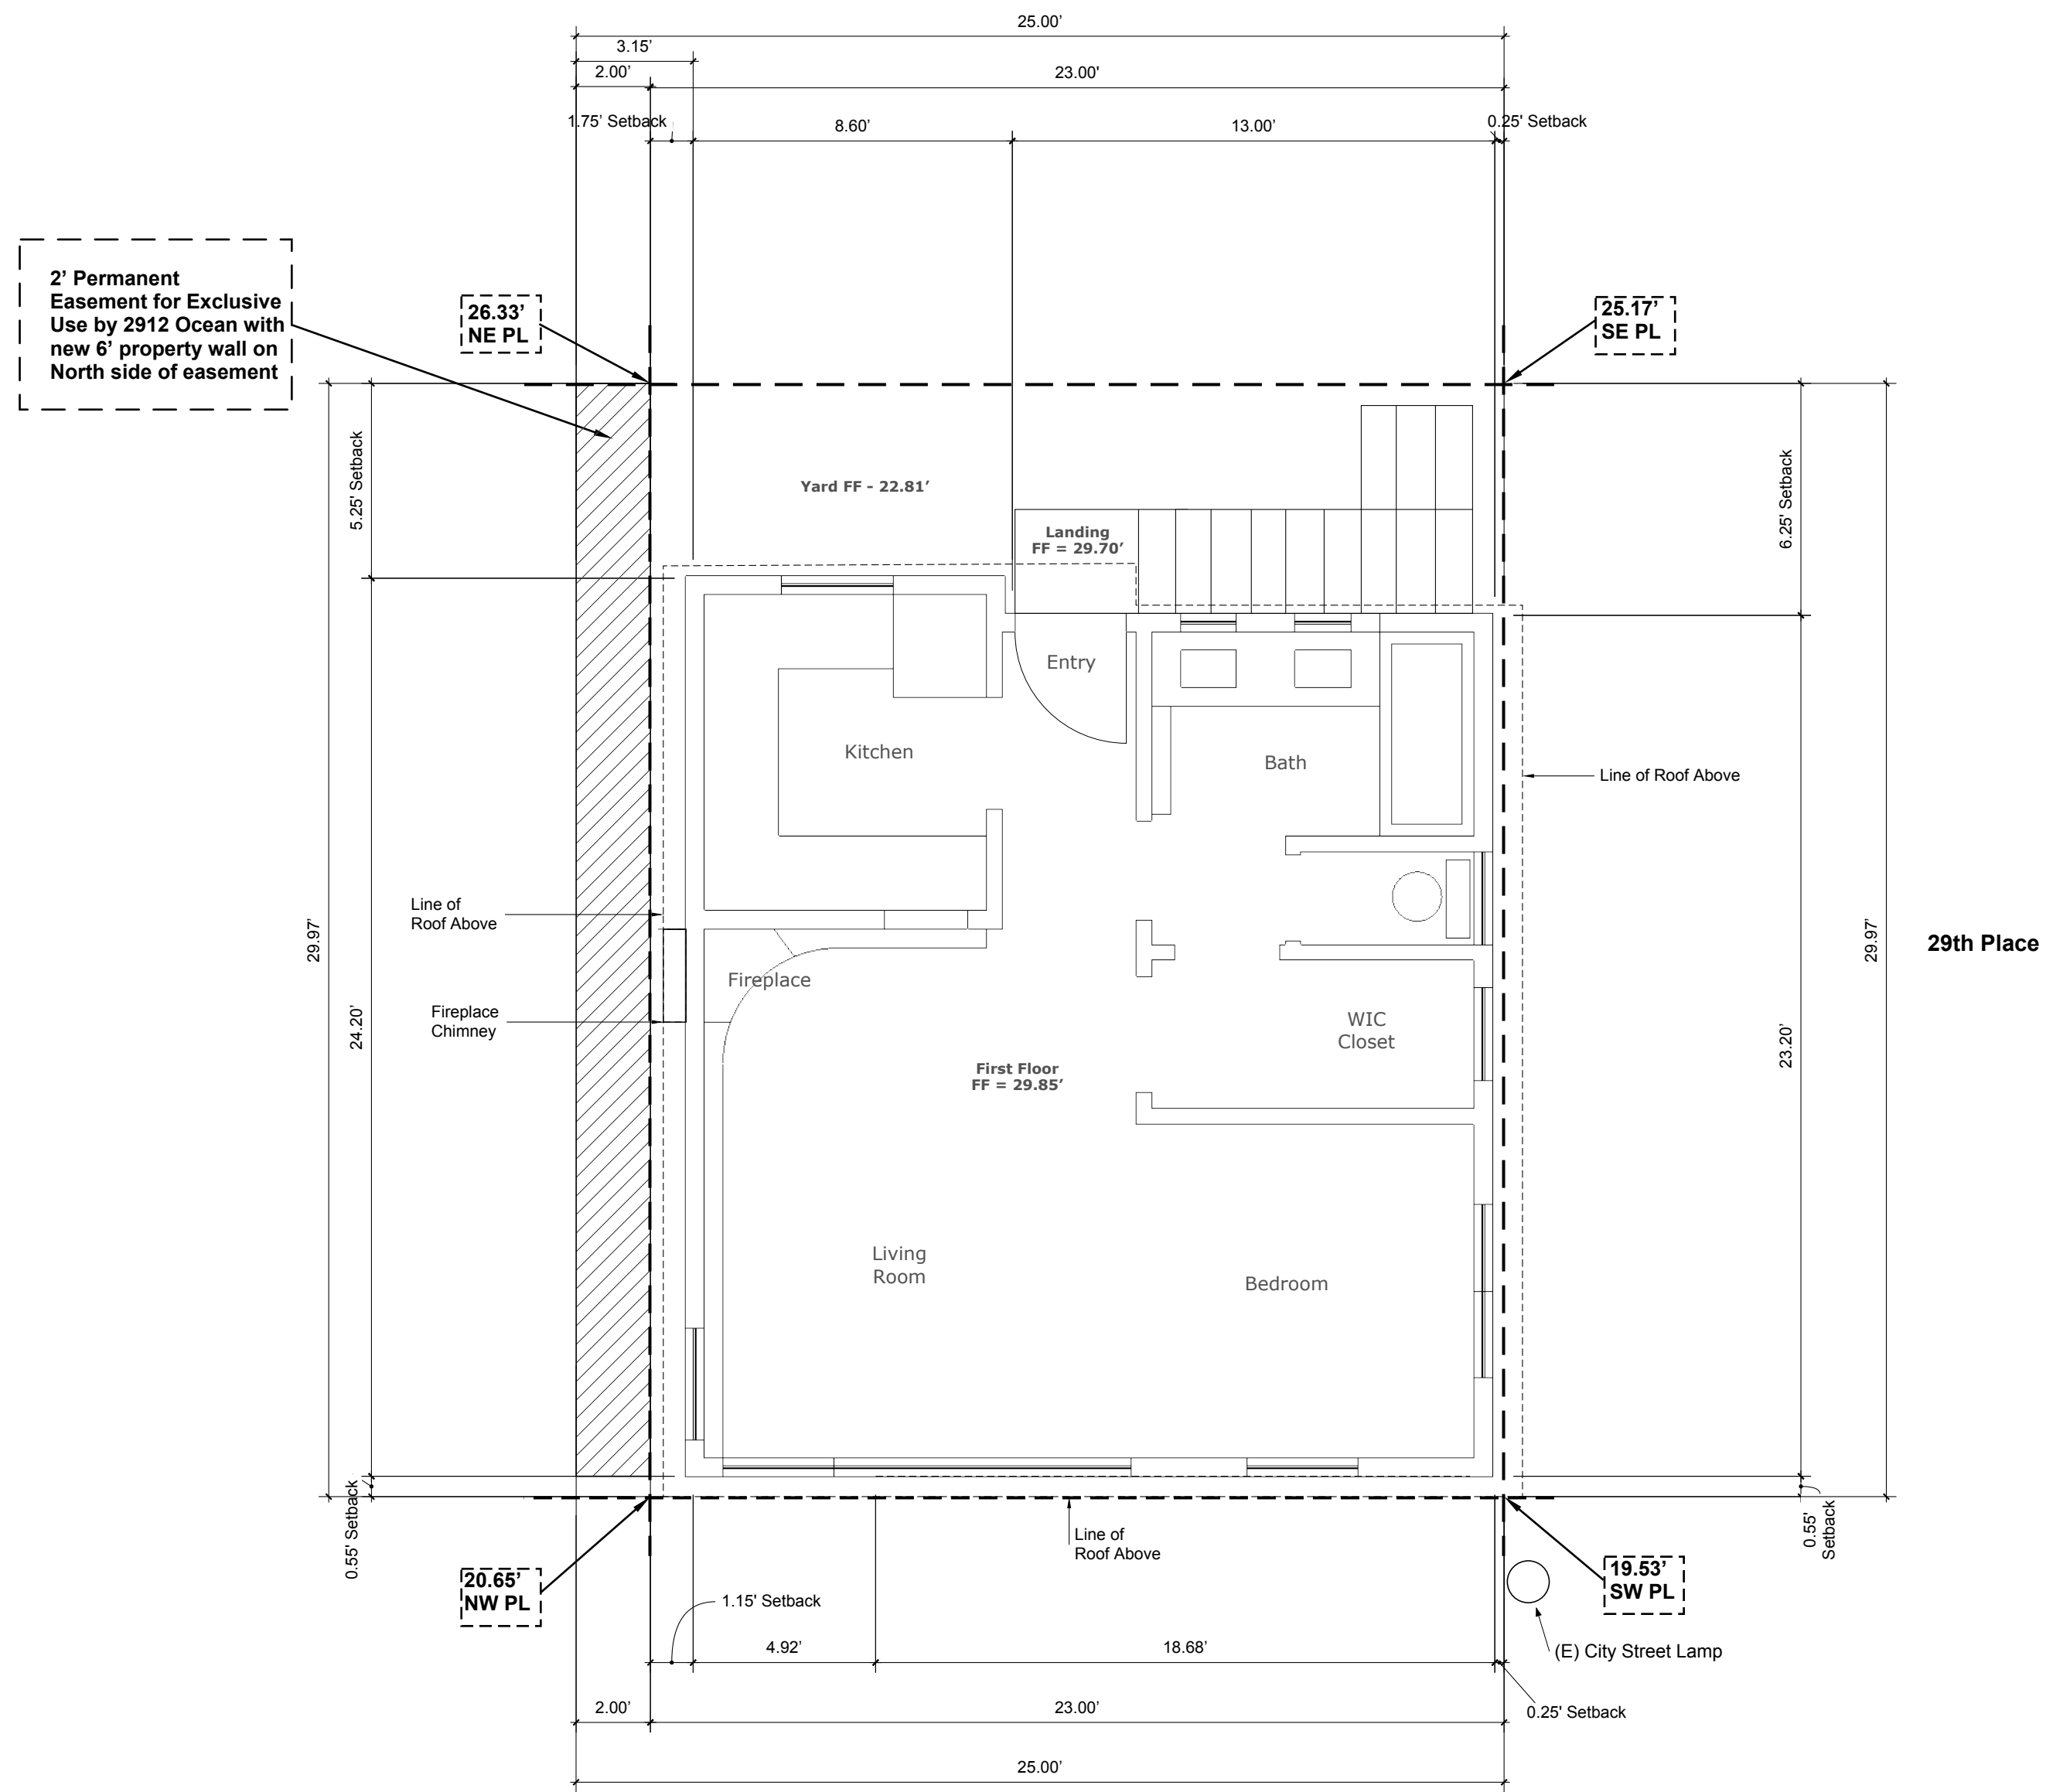 25.00’
3.15’
2.00’
23.00'
1.75’ Setback
8.60’
13.00’
0.25' Setback
2’ Permanent
Easement for Exclusive
Use by 2912 Ocean with
new 6’ property wall on
North side of easement
26.33’
NE PL
25.17’
SE PL
5.25' Setback
6.25' Setback
Yard FF - 22.81’
Landing
FF = 29.70’
Entry
Kitchen
Bath
Line of Roof Above
Line of
Roof Above
29.97’
29.97’
29th Place
Fireplace
Fireplace
Chimney
24.20’
WIC
Closet
23.20’
First Floor
FF = 29.85’
Living
Room
Bedroom
0.55' Setback
0.55'
Setback
Line of
Roof Above
20.65’
NW PL
19.53’
SW PL
1.15' Setback
4.92’
18.68’
(E) City Street Lamp
2.00’
23.00’
0.25' Setback
25.00’